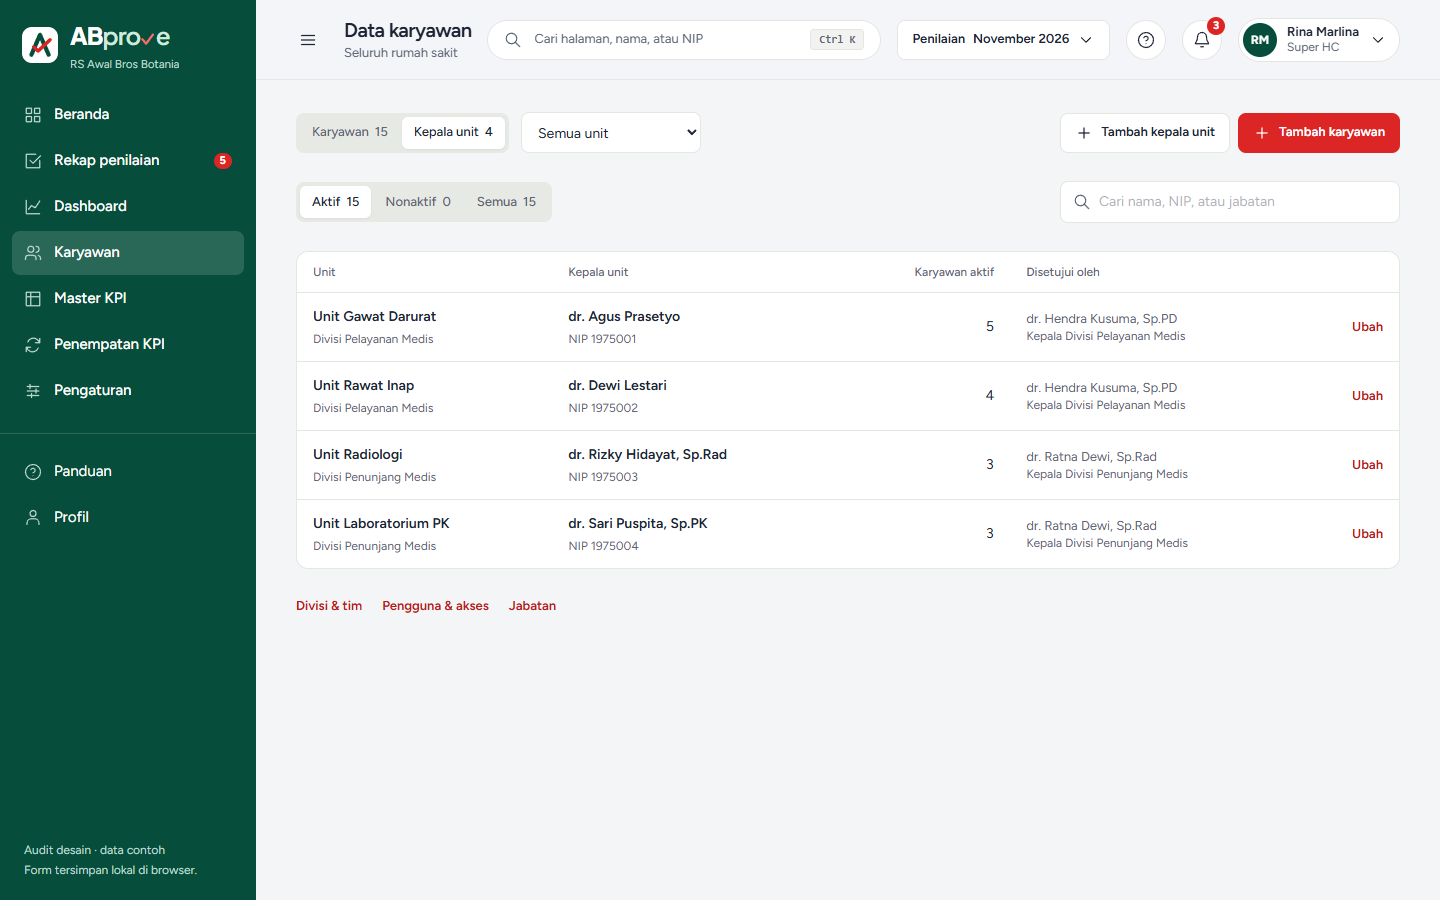 ABprove
RS Awal Bros Botania
Beranda
Rekap penilaian 5
Dashboard
Karyawan
Master KPI
Penempatan KPI
Pengaturan
Panduan
Profil
Audit desain · data contoh
Form tersimpan lokal di browser.
Data karyawan
Seluruh rumah sakit
Cari halaman, nama, atau NIP Ctrl K
Penilaian November 2026
3
RM
Rina Marlina
Super HC
Karyawan 15 Kepala unit 4 Semua unit
Tambah kepala unit Tambah karyawan
Aktif 15 Nonaktif 0 Semua 15
Cari nama, NIP, atau jabatan
Unit Kepala unit Karyawan aktif Disetujui oleh
Unit Gawat Darurat dr. Agus Prasetyo 5 dr. Hendra Kusuma, Sp.PD Ubah
Divisi Pelayanan Medis NIP 1975001 Kepala Divisi Pelayanan Medis
Unit Rawat Inap dr. Dewi Lestari 4 dr. Hendra Kusuma, Sp.PD Ubah
Divisi Pelayanan Medis NIP 1975002 Kepala Divisi Pelayanan Medis
Unit Radiologi dr. Rizky Hidayat, Sp.Rad 3 dr. Ratna Dewi, Sp.Rad Ubah
Divisi Penunjang Medis NIP 1975003 Kepala Divisi Penunjang Medis
Unit Laboratorium PK dr. Sari Puspita, Sp.PK 3 dr. Ratna Dewi, Sp.Rad Ubah
Divisi Penunjang Medis NIP 1975004 Kepala Divisi Penunjang Medis
Divisi & tim Pengguna & akses Jabatan